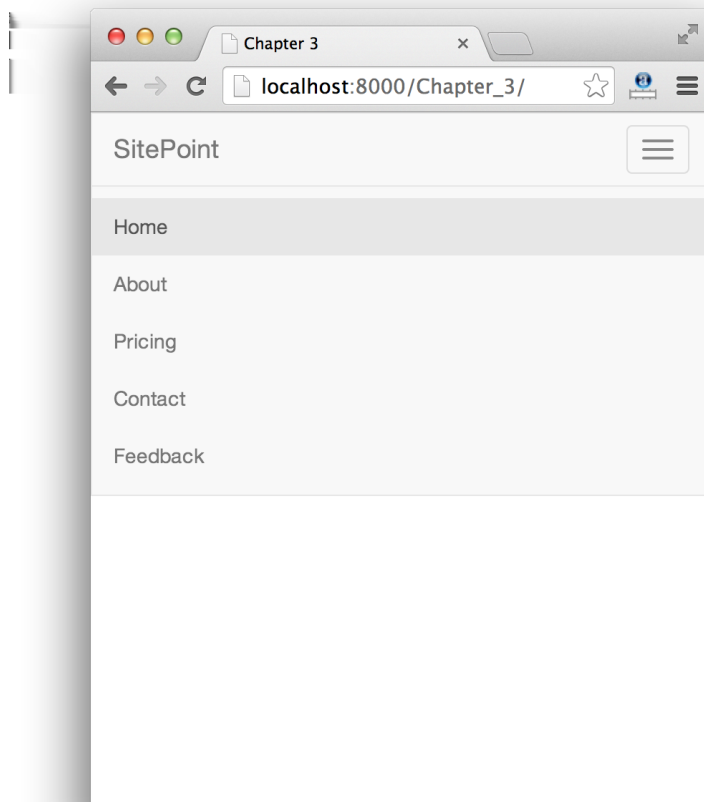 Chapter 3
localhost:8000/Chapter_3/
SitePoint
Home
About
Pricing
Contact
Feedback